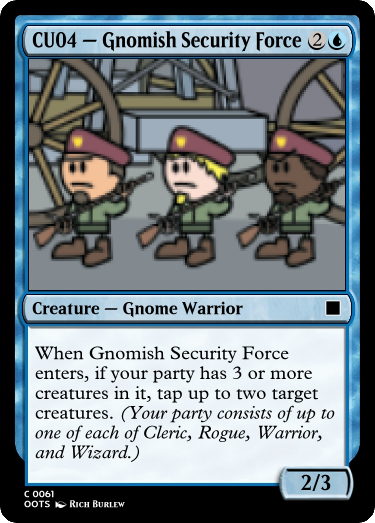 CU04 — Gnomish Security Force 2
Creature — Gnome Warrior
When Gnomish Security Force
enters, if your party has 3 or more
creatures in it, tap up to two target
creatures. (Your party consists of up to
one of each of Cleric, Rogue, Warrior,
and Wizard.)
2/3
C 0061
OOTS Rich Burlew